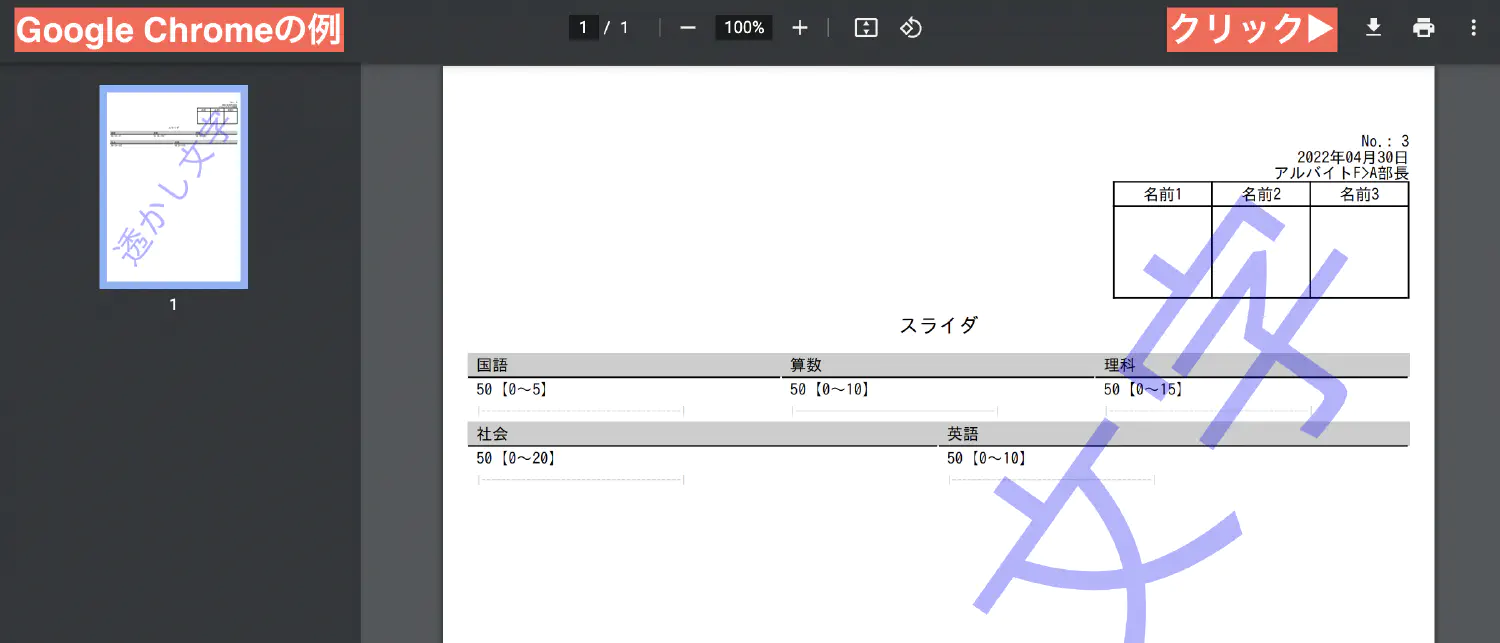 Google Chromeの例
1 / 1
100%
クリック▶
透かし文字
1
No.: 3
2022年04月30日
アルバイトF>A部長
名前1 名前2 名前3
スライダ
国語 算数 理科
50【0～5】 50【0～10】 50【0～15】
社会 英語
50【0～20】 50【0～10】
文字